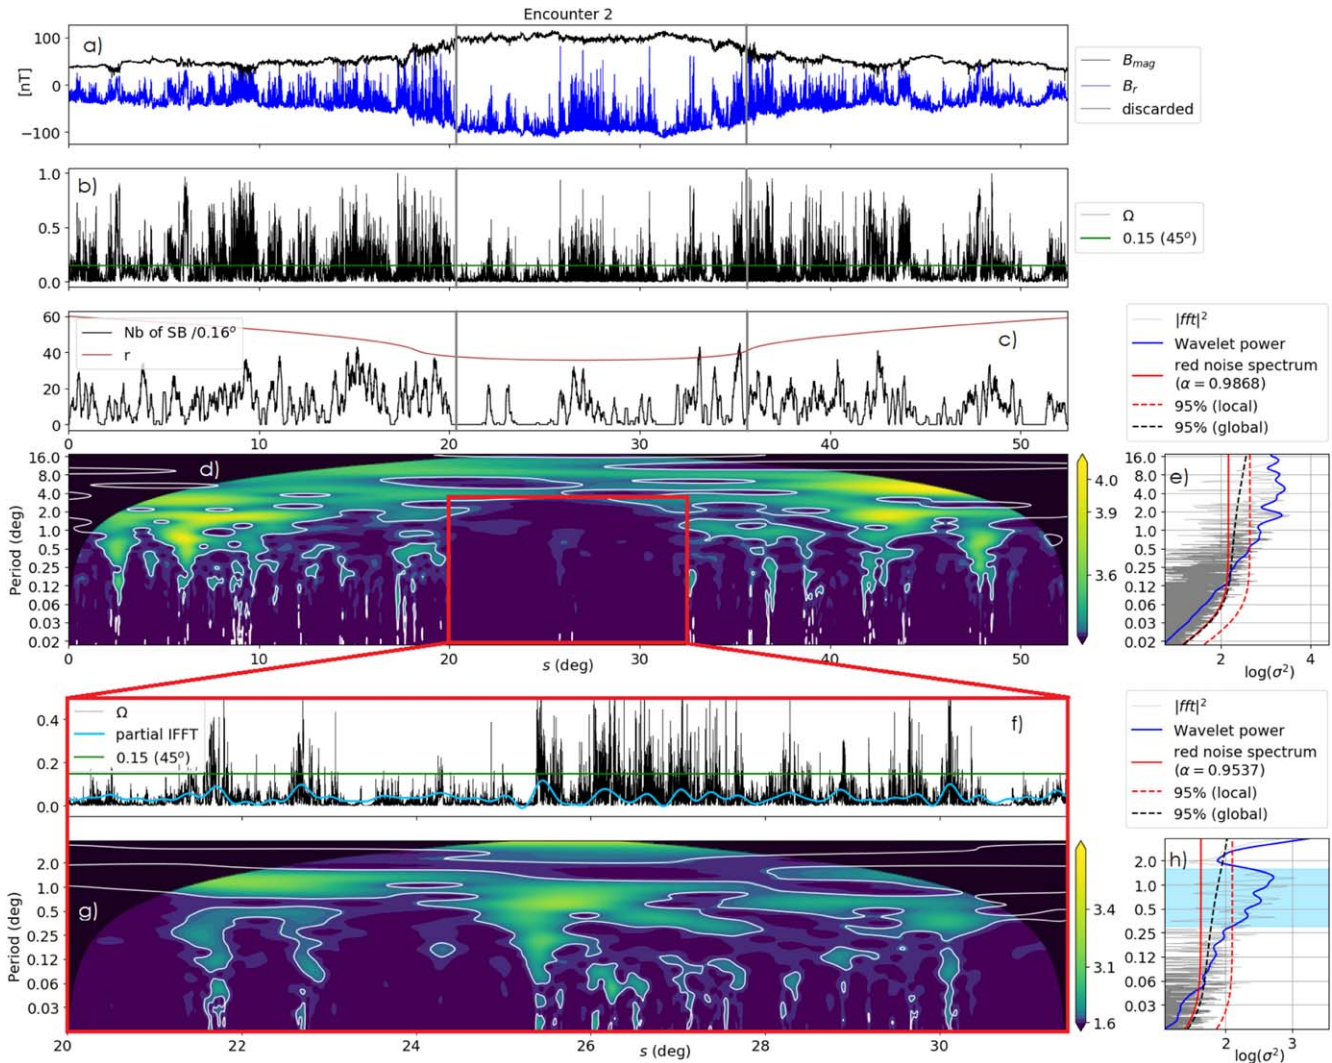 Encounter 2
a)
100
0
−100
[nT]
B_mag
B_r
discarded
b)
1.0
0.5
0.0
Ω
0.15 (45°)
60
40
20
0
Nb of SB /0.16°
r
c)
0 10 20 30 40 50
|fft|²
Wavelet power
red noise spectrum
(α = 0.9868)
95% (local)
95% (global)
d)
16.0
8.0
4.0
2.0
1.0
0.5
0.25
0.12
0.06
0.03
0.02
Period (deg)
0 10 20 30 40 50
s (deg)
4.0
3.9
3.6
e)
16.0
8.0
4.0
2.0
1.0
0.5
0.25
0.12
0.06
0.03
0.02
2 4
log(σ²)
f)
0.4
0.2
0.0
Ω
partial IFFT
0.15 (45°)
22 24 26 28 30
|fft|²
Wavelet power
red noise spectrum
(α = 0.9537)
95% (local)
95% (global)
g)
2.0
1.0
0.5
0.25
0.12
0.06
0.03
Period (deg)
20 22 24 26 28 30
s (deg)
3.4
3.1
1.6
h)
2.0
1.0
0.5
0.25
0.12
0.06
0.03
2 3
log(σ²)